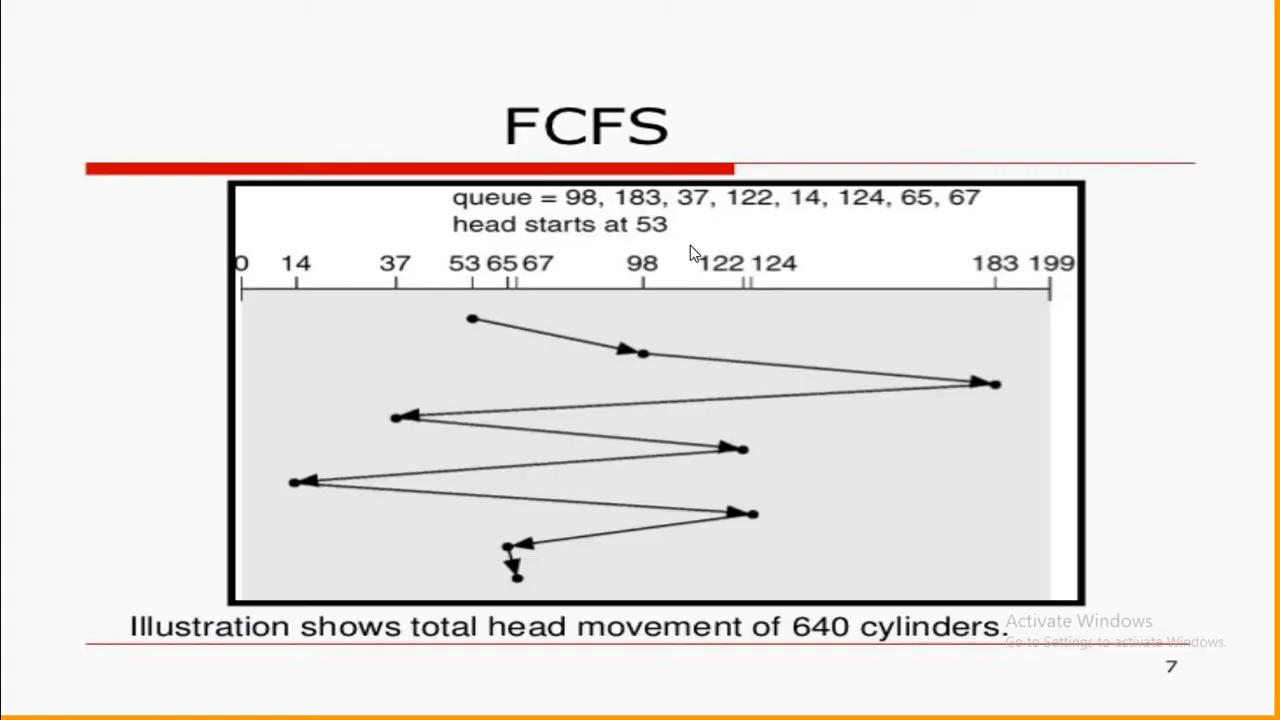 FCFS
queue = 98, 183, 37, 122, 14, 124, 65, 67
head starts at 53
0 14 37 53 65 67 98 122 124 183 199
Illustration shows total head movement of 640 cylinders.
Activate Windows
Go to Settings to activate Windows.
7